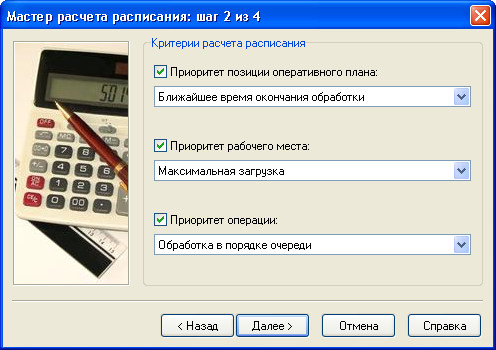 Мастер расчета расписания: шаг 2 из 4
Критерии расчета расписания
Приоритет позиции оперативного плана:
Ближайшее время окончания обработки
Приоритет рабочего места:
Максимальная загрузка
Приоритет операции:
Обработка в порядке очереди
< Назад
Далее >
Отмена
Справка